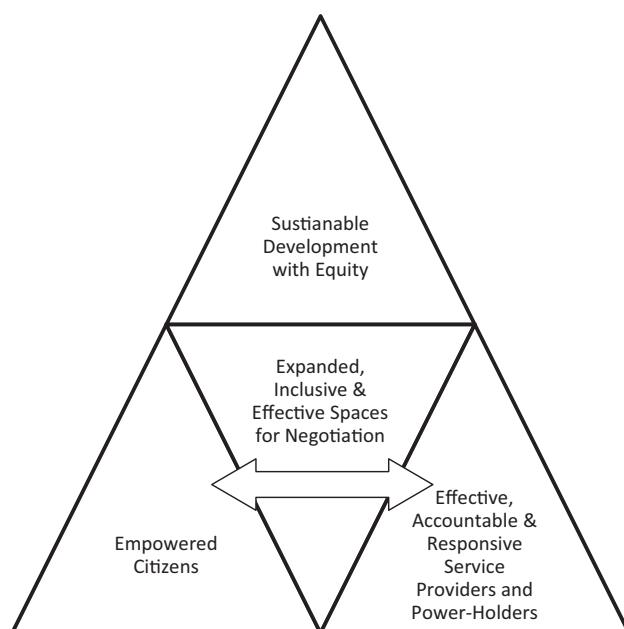 Sustianable
Development
with Equity
Expanded,
Inclusive &
Effective Spaces
for Negotiation
Empowered
Citizens
Effective,
Accountable &
Responsive
Service
Providers and
Power-Holders